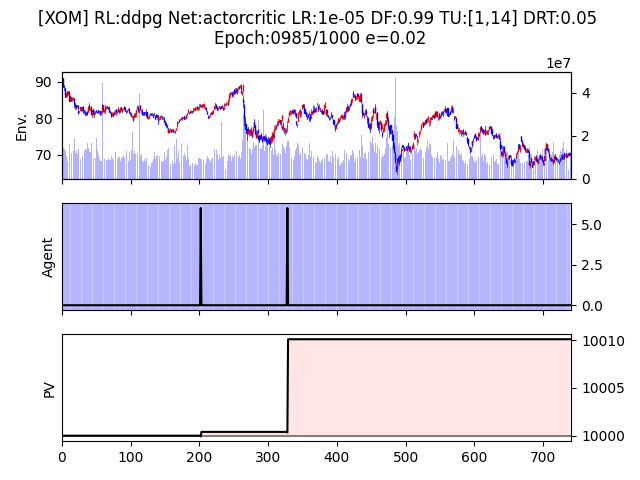 [XOM] RL:ddpg Net:actorcritic LR:1e-05 DF:0.99 TU:[1,14] DRT:0.05
Epoch:0985/1000 e=0.02
1e7
90
80
70
Env.
4
2
0
Agent
5.0
2.5
0.0
PV
10010
10005
10000
0 100 200 300 400 500 600 700